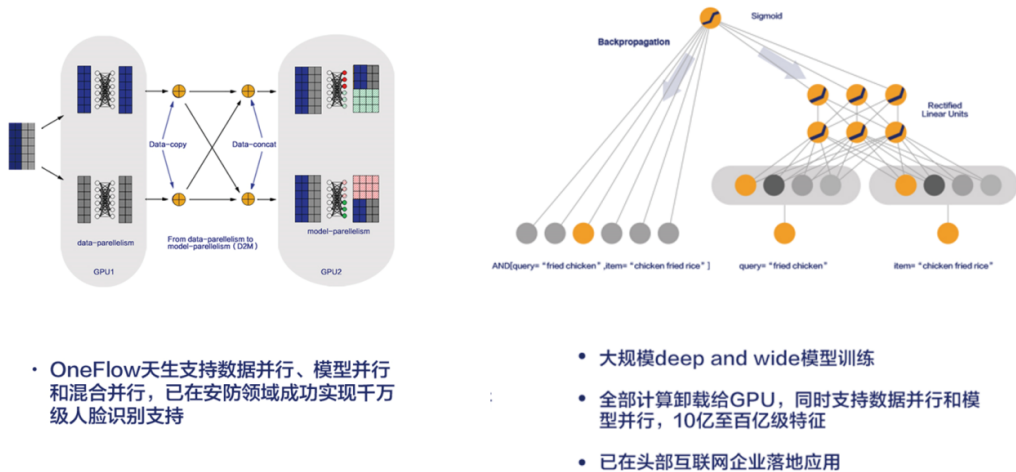 Data-copy
Data-concat
data-parellelism
From data-parellelism to
model-parellelism (D2M)
model-parellelism
GPU1
GPU2
• OneFlow天生支持数据并行、模型并行
和混合并行，已在安防领域成功实现千万
级人脸识别支持
Sigmoid
Backpropagation
Rectified
Linear Units
AND[query= “fried chicken” ,item= “chicken fried rice” ]
query= “fried chicken”
item= “chicken fried rice”
• 大规模deep and wide模型训练
• 全部计算卸载给GPU，同时支持数据并行和模
型并行，10亿至百亿级特征
• 已在头部互联网企业落地应用